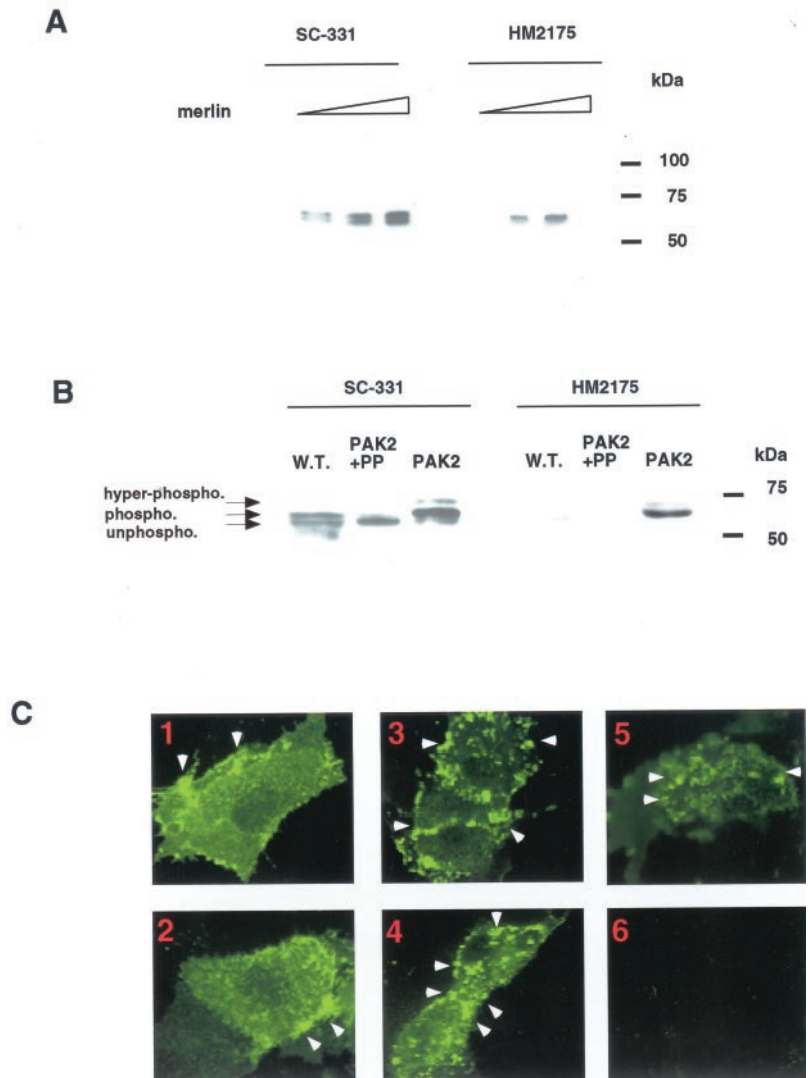 A
SC-331 HM2175
kDa
merlin
100
75
50
B
SC-331 HM2175
W.T. PAK2 +PP PAK2 W.T. PAK2 +PP PAK2 kDa
hyper-phospho. 75
phospho.
unphospho. 50
C
1 3 5
2 4 6